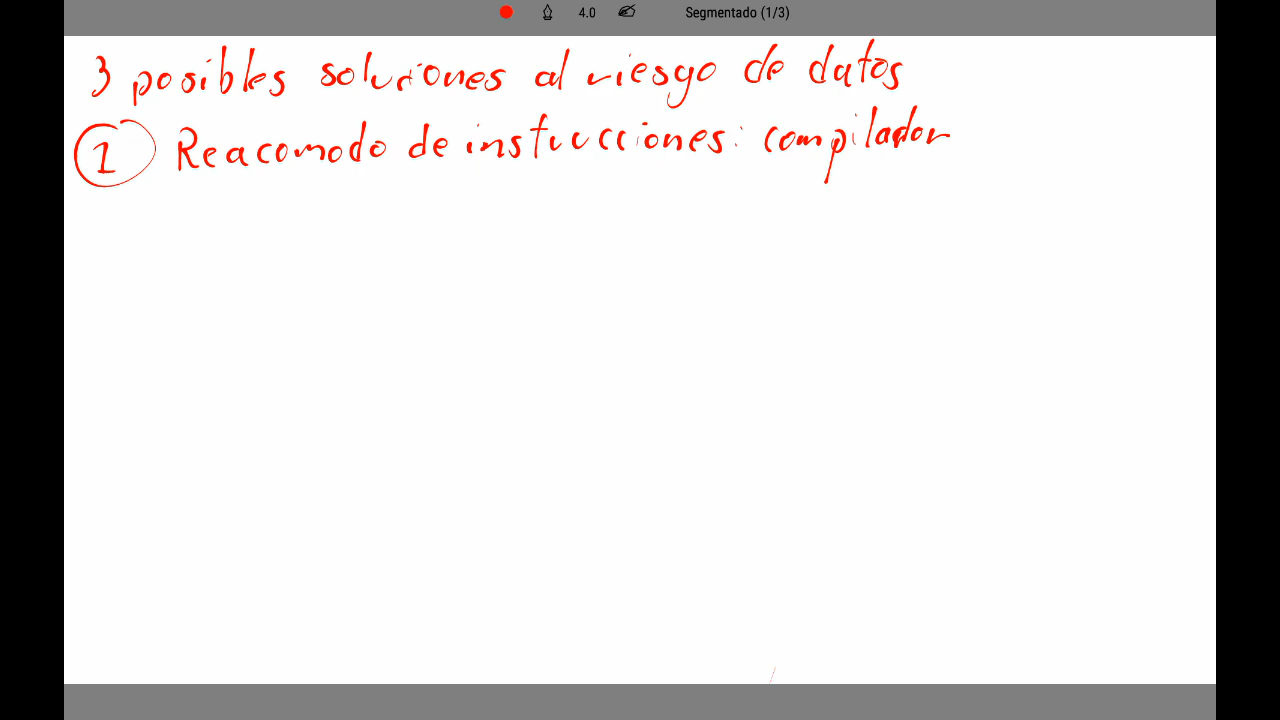 4.0 Segmentado (1/3)
3 posibles soluciones al riesgo de datos
1 Reacomodo de instrucciones: compilador